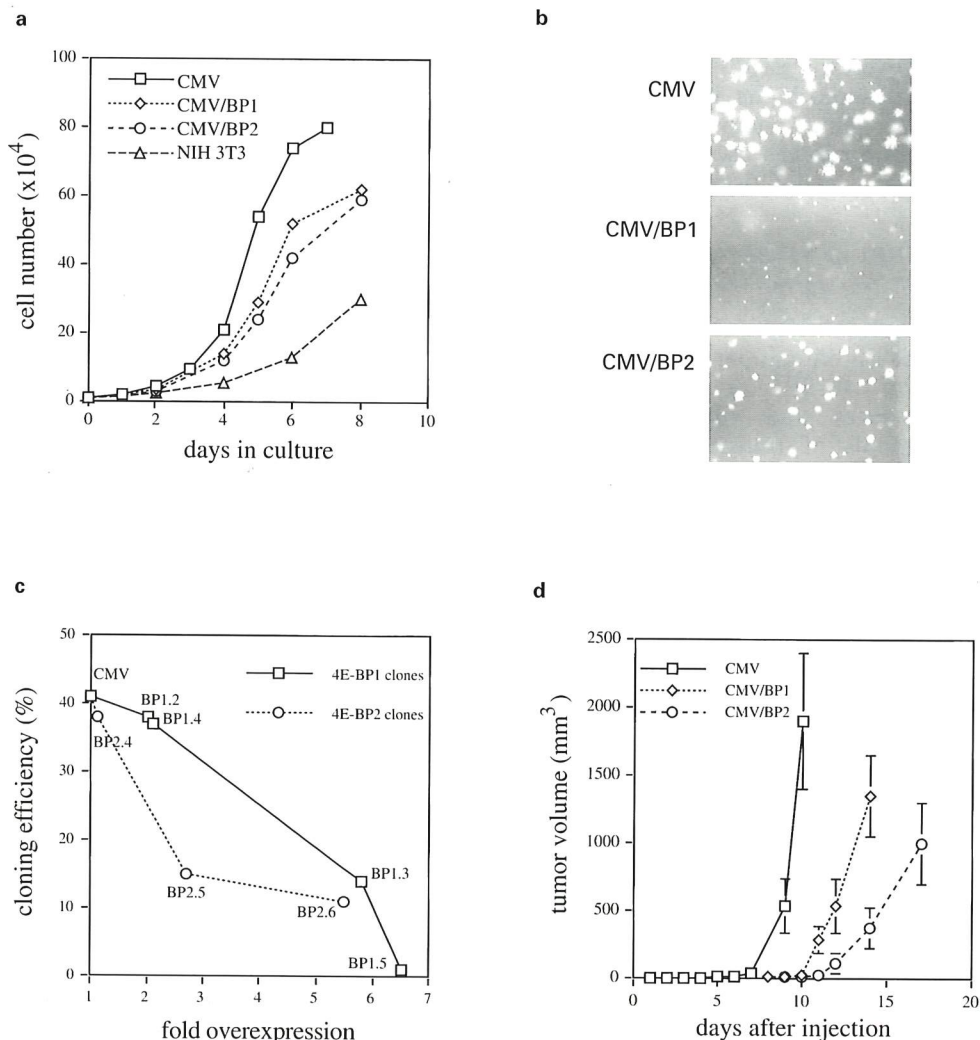 a
100
80
60
40
20
0
cell number (x10⁴)
CMV
CMV/BP1
CMV/BP2
NIH 3T3
0 2 4 6 8 10
days in culture
b
CMV
CMV/BP1
CMV/BP2
c
50
40
30
20
10
0
cloning efficiency (%)
CMV
BP1.2
BP1.4
BP2.4
BP2.5
BP2.6
BP1.3
BP1.5
4E-BP1 clones
4E-BP2 clones
1 2 3 4 5 6 7
fold overexpression
d
2500
2000
1500
1000
500
0
tumor volume (mm³)
CMV
CMV/BP1
CMV/BP2
0 5 10 15 20
days after injection